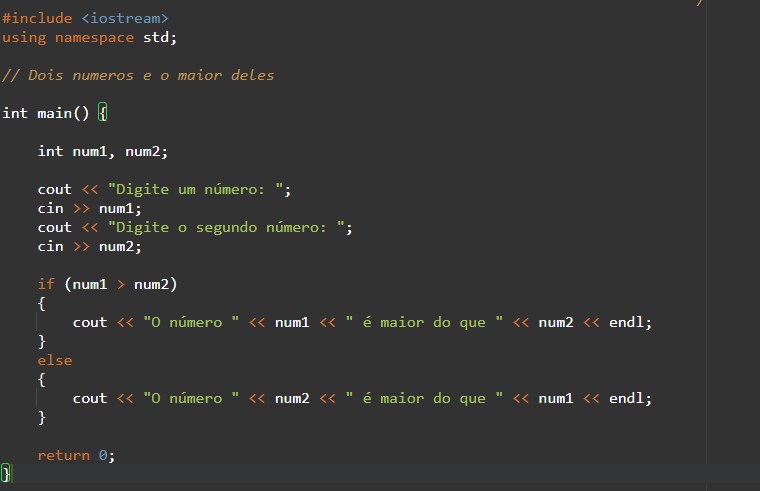 #include <iostream>
using namespace std;
// Dois numeros e o maior deles
int main() {
int num1, num2;
cout << "Digite um número: ";
cin >> num1;
cout << "Digite o segundo número: ";
cin >> num2;
if (num1 > num2)
{
cout << "O número " << num1 << " é maior do que " << num2 << endl;
}
else
{
cout << "O número " << num2 << " é maior do que " << num1 << endl;
}
return 0;
}